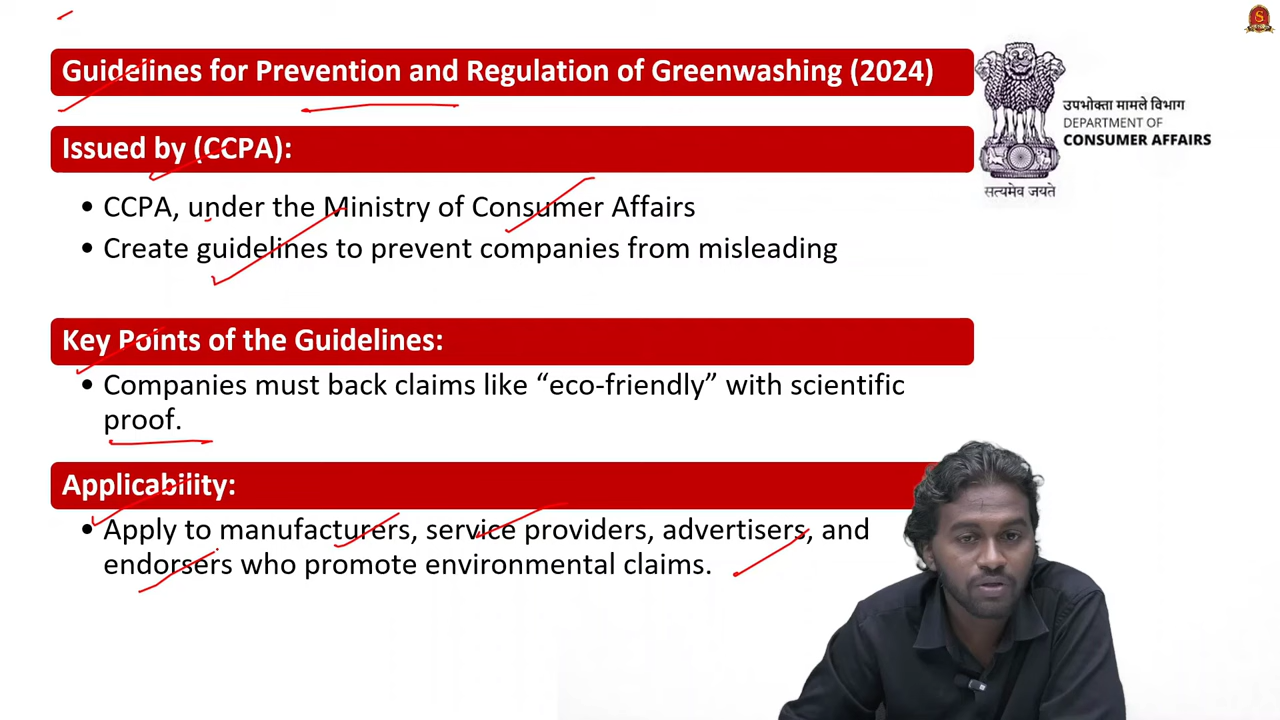 Guidelines for Prevention and Regulation of Greenwashing (2024)
उपभोक्ता मामले विभाग
DEPARTMENT OF
CONSUMER AFFAIRS
सत्यमेव जयते
Issued by (CCPA):
• CCPA, under the Ministry of Consumer Affairs
• Create guidelines to prevent companies from misleading
Key Points of the Guidelines:
• Companies must back claims like “eco-friendly” with scientific
proof.
Applicability:
• Apply to manufacturers, service providers, advertisers, and
endorsers who promote environmental claims.